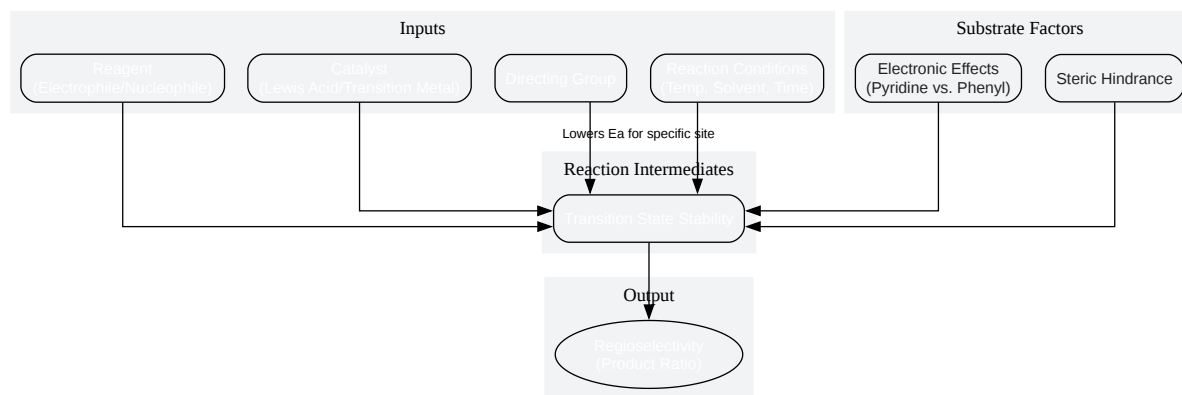 Inputs
Substrate Factors
Reagent
(Electrophile/Nucleophile)
Catalyst
(Lewis Acid/Transition Metal)
Directing Group
Reaction Conditions
(Temp, Solvent, Time)
Electronic Effects
(Pyridine vs. Phenyl)
Steric Hindrance
Lowers Ea for specific site
Reaction Intermediates
Transition State Stability
Output
Regioselectivity
(Product Ratio)